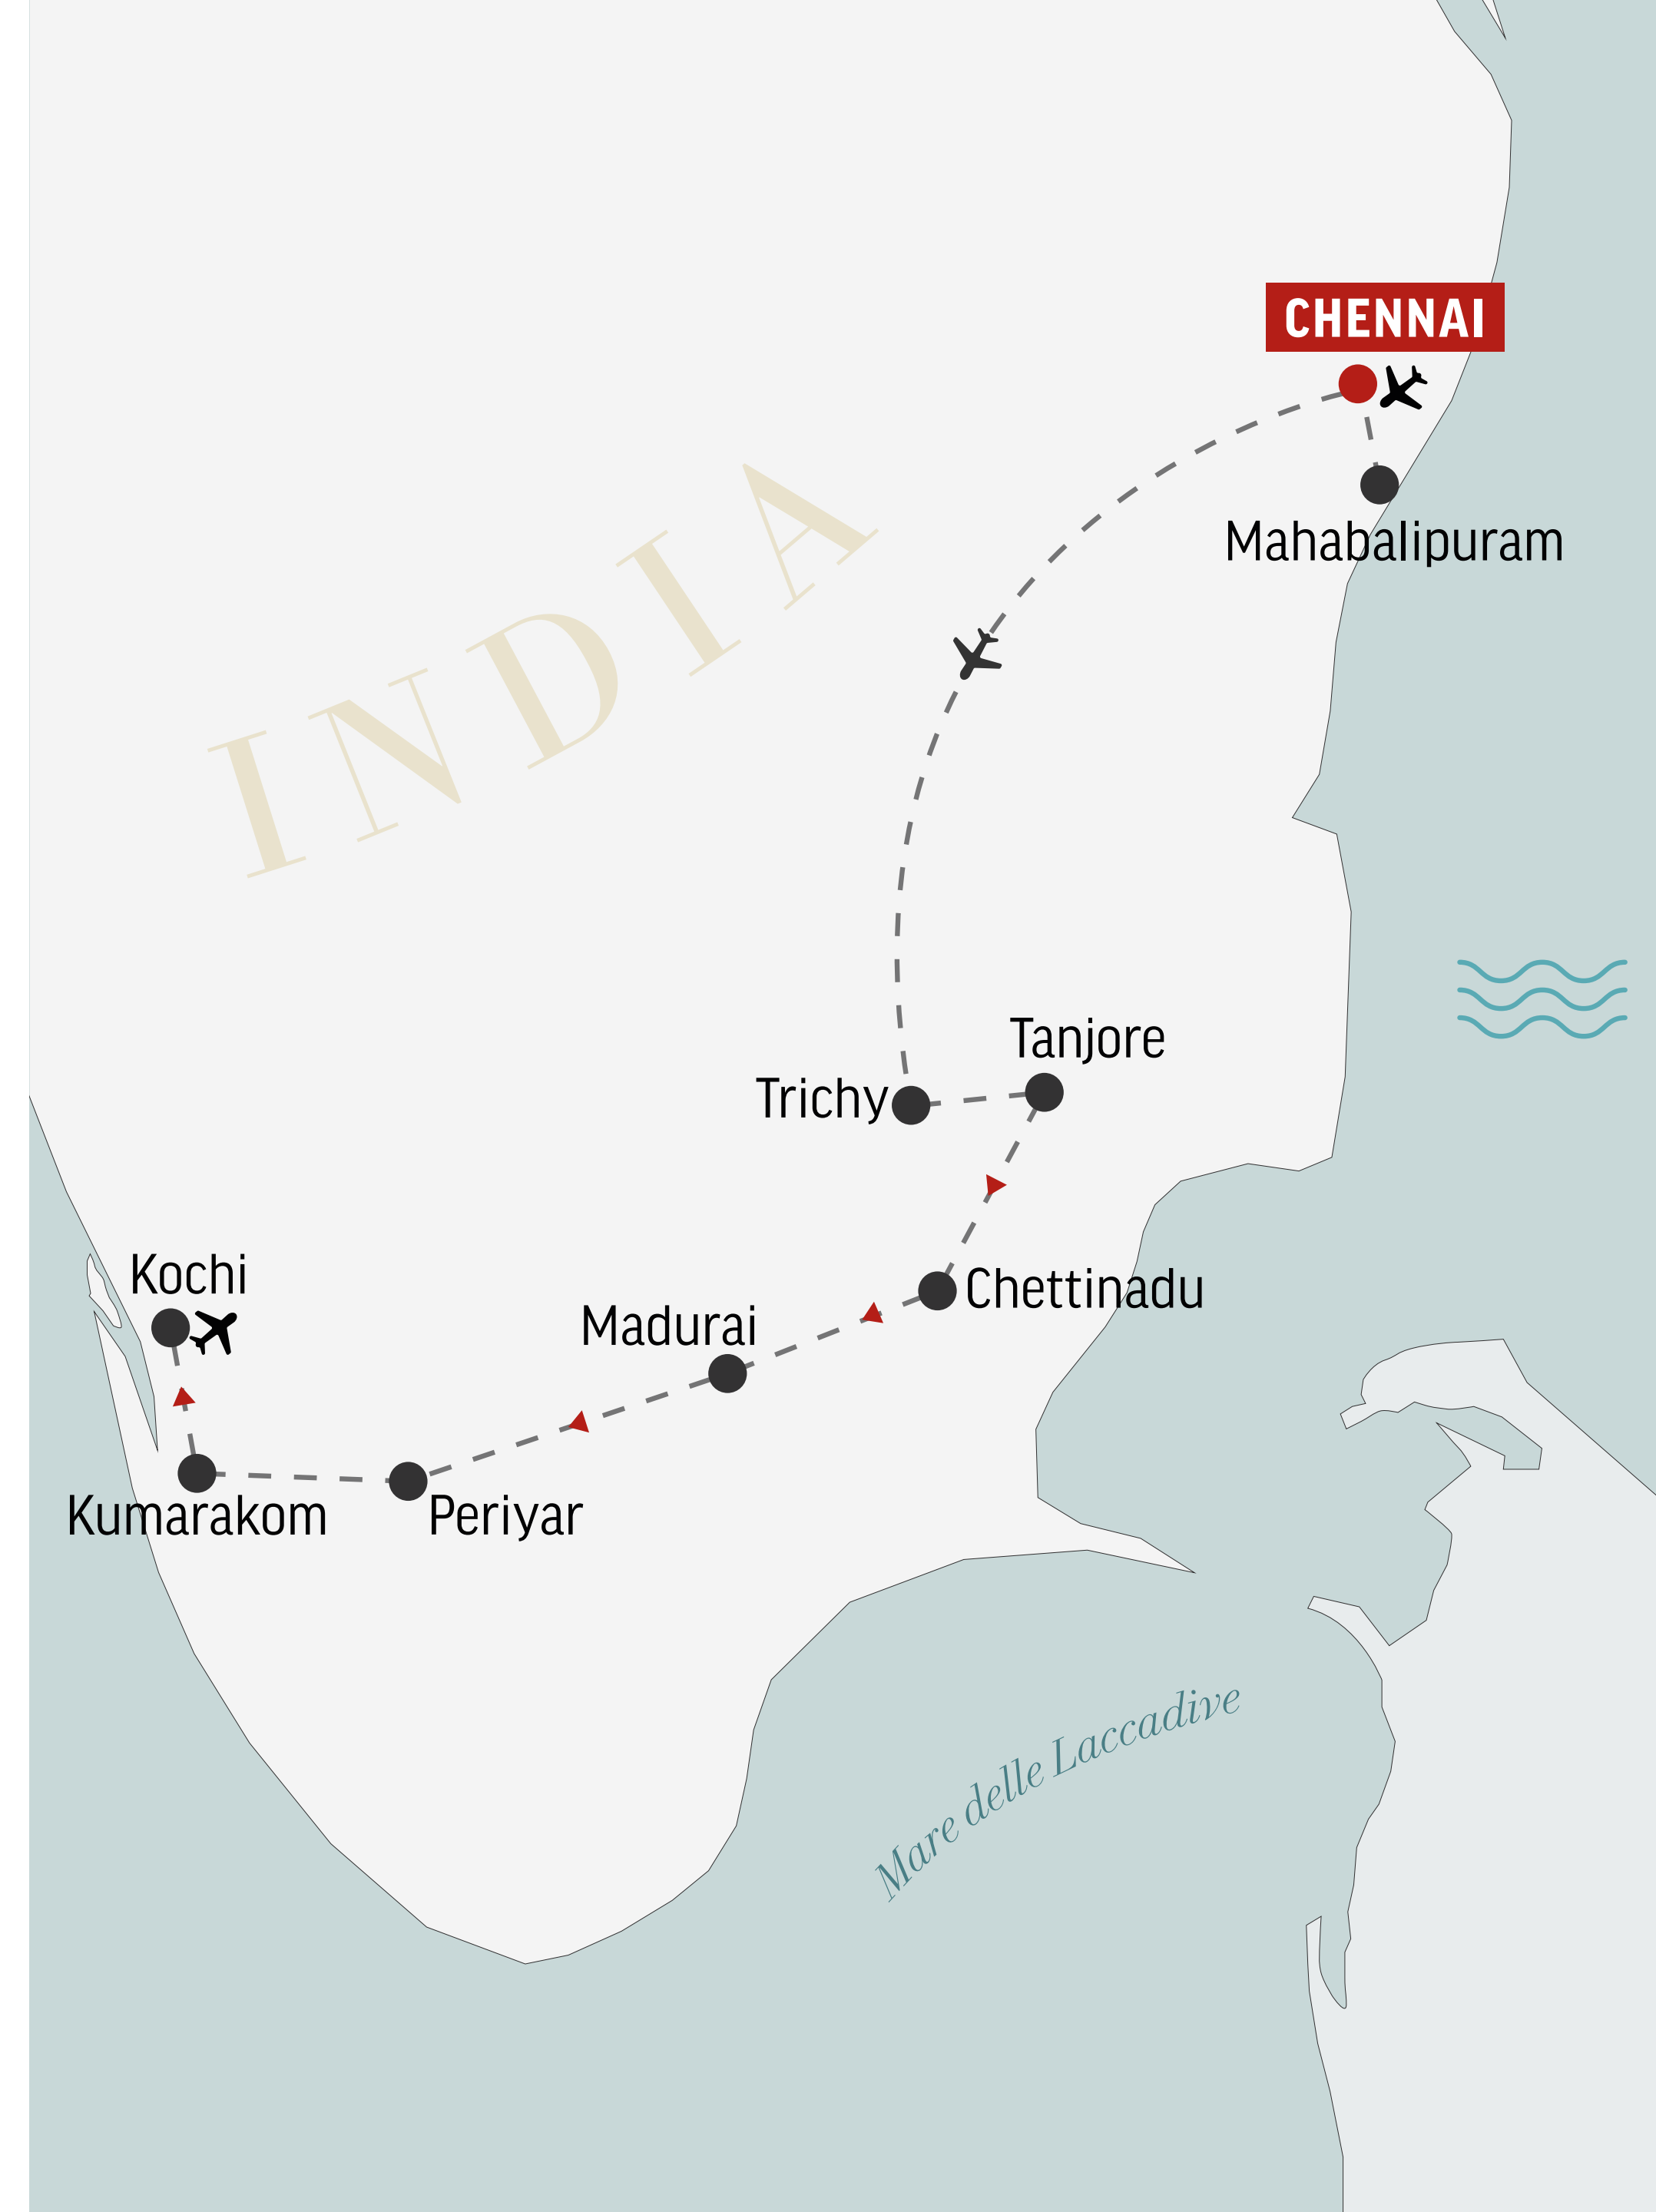 CHENNAI
Mahabalipuram
INDIA
Tanjore
Trichy
Kochi
Chettinadu
Madurai
Kumarakom
Periyar
Mare delle Laccadive